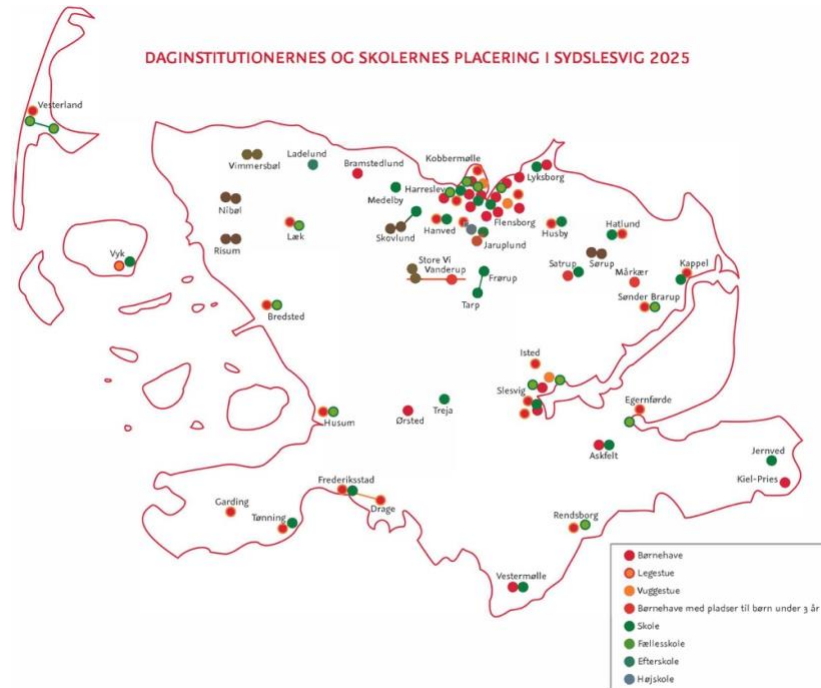 DAGINSTITUTIONERNES OG SKOLERNES PLACERING I SYDSLESVIG 2025
Vesterland
Vimmersbøl
Ladelund
Bramstedlund
Kobbermølle
Lyksborg
Harreslev
Medelby
Nibøl
Skovlund
Hanved
Flensborg
Husby
Hatlund
Læk
Risum
Jaruplund
Vyk
Store Vi
Vanderup
Frørup
Satrup
Sørup
Mårkær
Kappel
Tarp
Sønder Brarup
Bredsted
Isted
Slesvig
Egernførde
Husum
Ørsted
Treja
Askfelt
Jernved
Kiel-Pries
Frederiksstad
Garding
Tønning
Drage
Rendsborg
Vestermølle
Børnehave
Legestue
Vuggestue
Børnehave med pladser til børn under 3 år
Skole
Fællesskole
Efterskole
Højskole